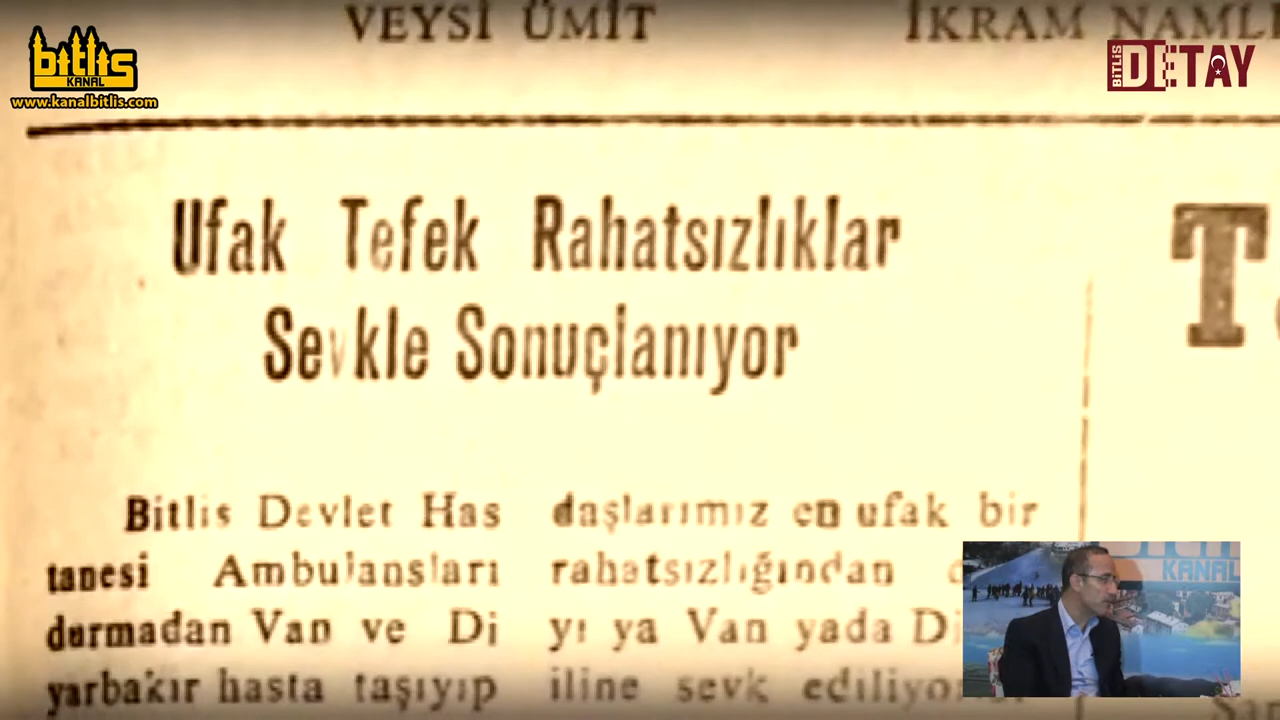 VEYSİ ÜMİT
İKRAM NAMLI
bitlis
KANAL
www.kanalbitlis.com
BİTLİS DETAY
Ufak Tefek Rahatsızlıklar
Sevkle Sonuçlanıyor
Bitlis Devlet Has
tanesi Ambulansları
durmadan Van ve Di
yarbakır hasta taşıyıp
daşlarımız en ufak bir
rahatsızlığından
yı ya Van yada Di
iline sevk
KANAL